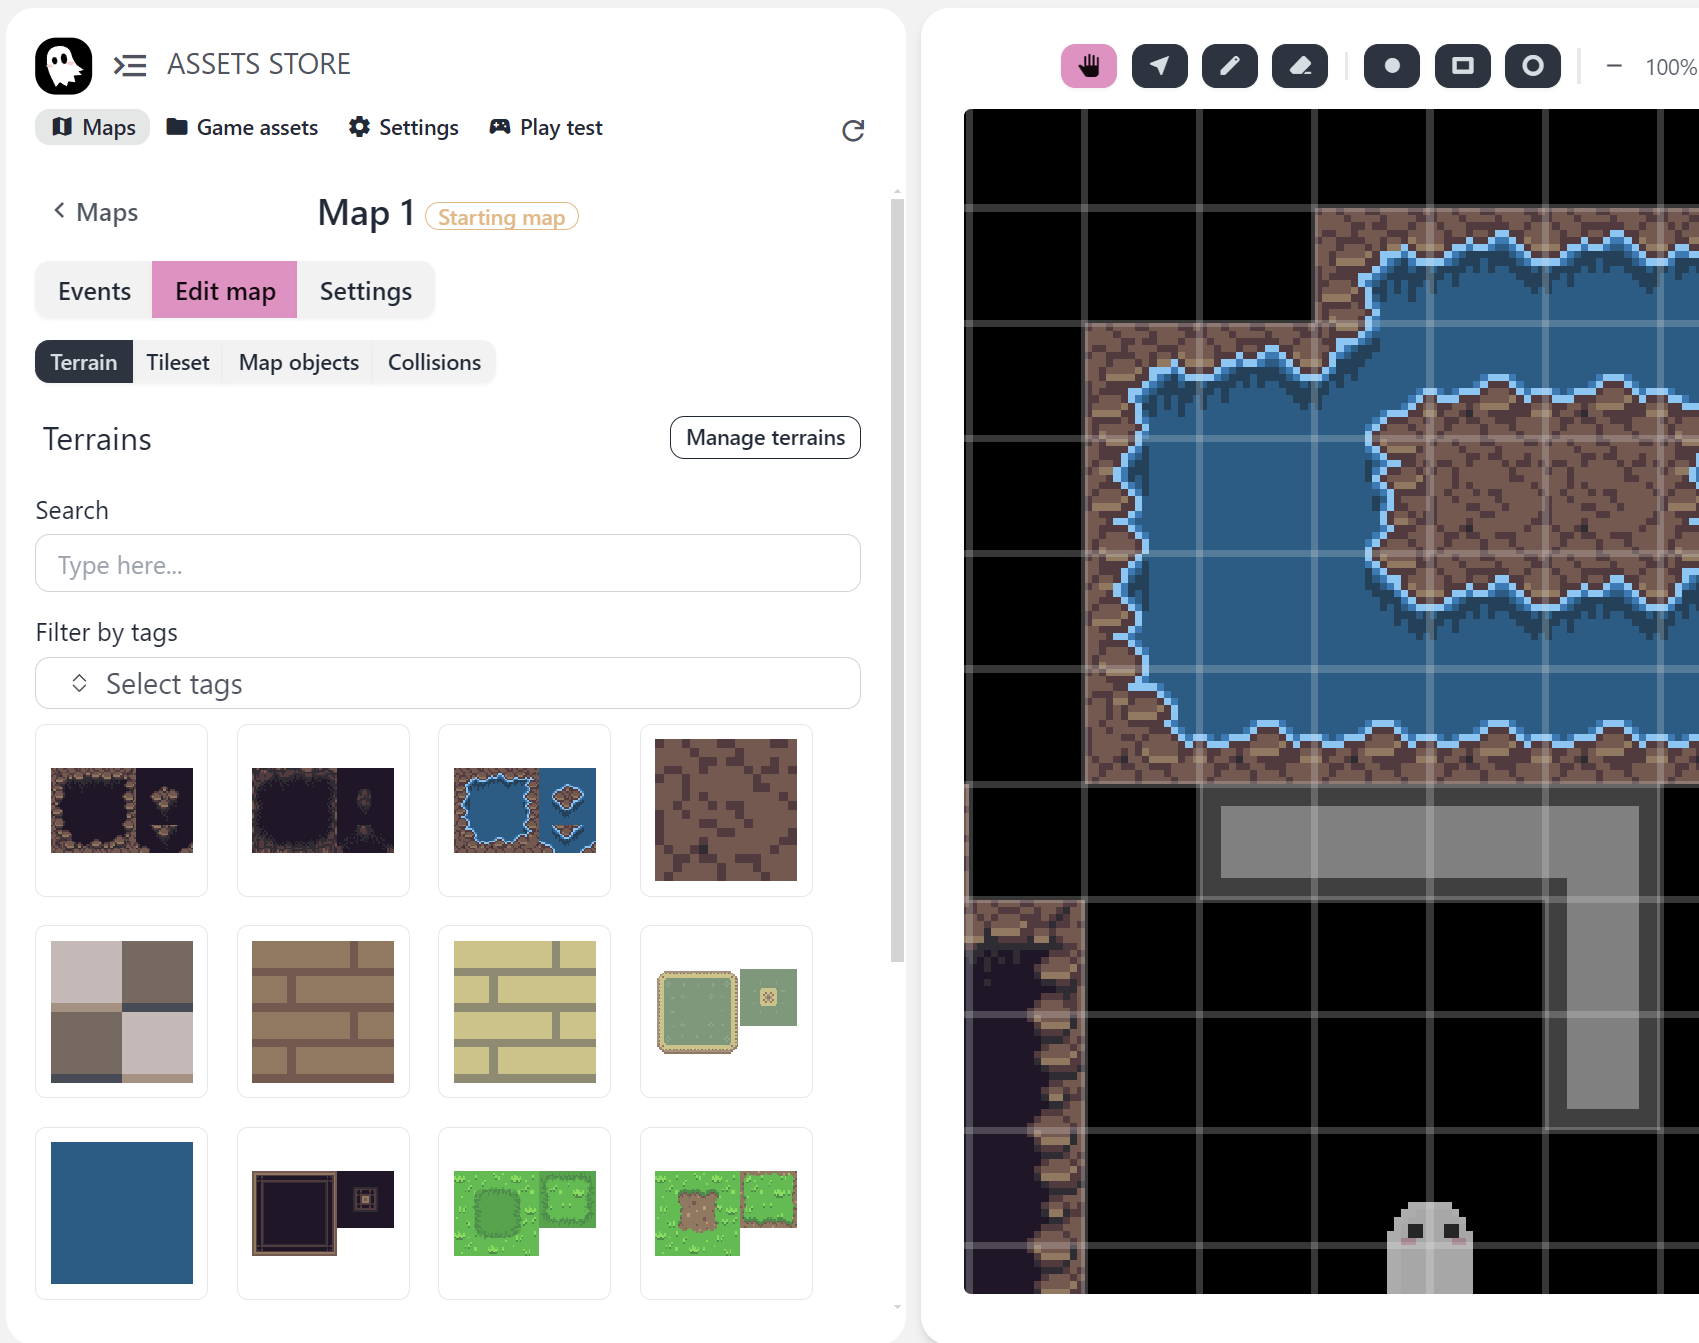 ASSETS STORE
Maps Game assets Settings Play test
Maps
Map 1 Starting map
Events Edit map Settings
Terrain Tileset Map objects Collisions
Terrains
Manage terrains
Search
Type here...
Filter by tags
Select tags
100%